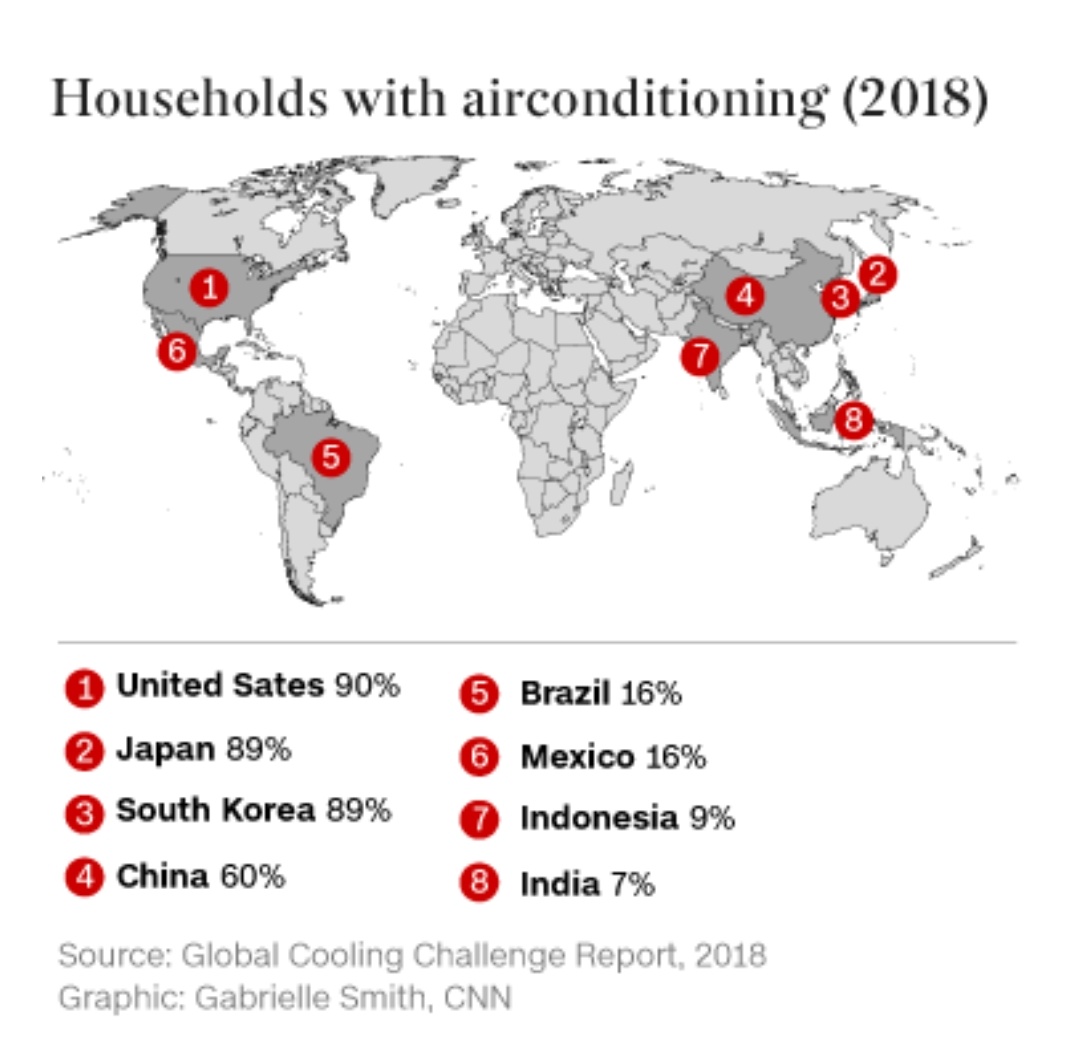 Households with airconditioning (2018)
1
2
3
4
5
6
7
8
1 United Sates 90%
2 Japan 89%
3 South Korea 89%
4 China 60%
5 Brazil 16%
6 Mexico 16%
7 Indonesia 9%
8 India 7%
Source: Global Cooling Challenge Report, 2018
Graphic: Gabrielle Smith, CNN